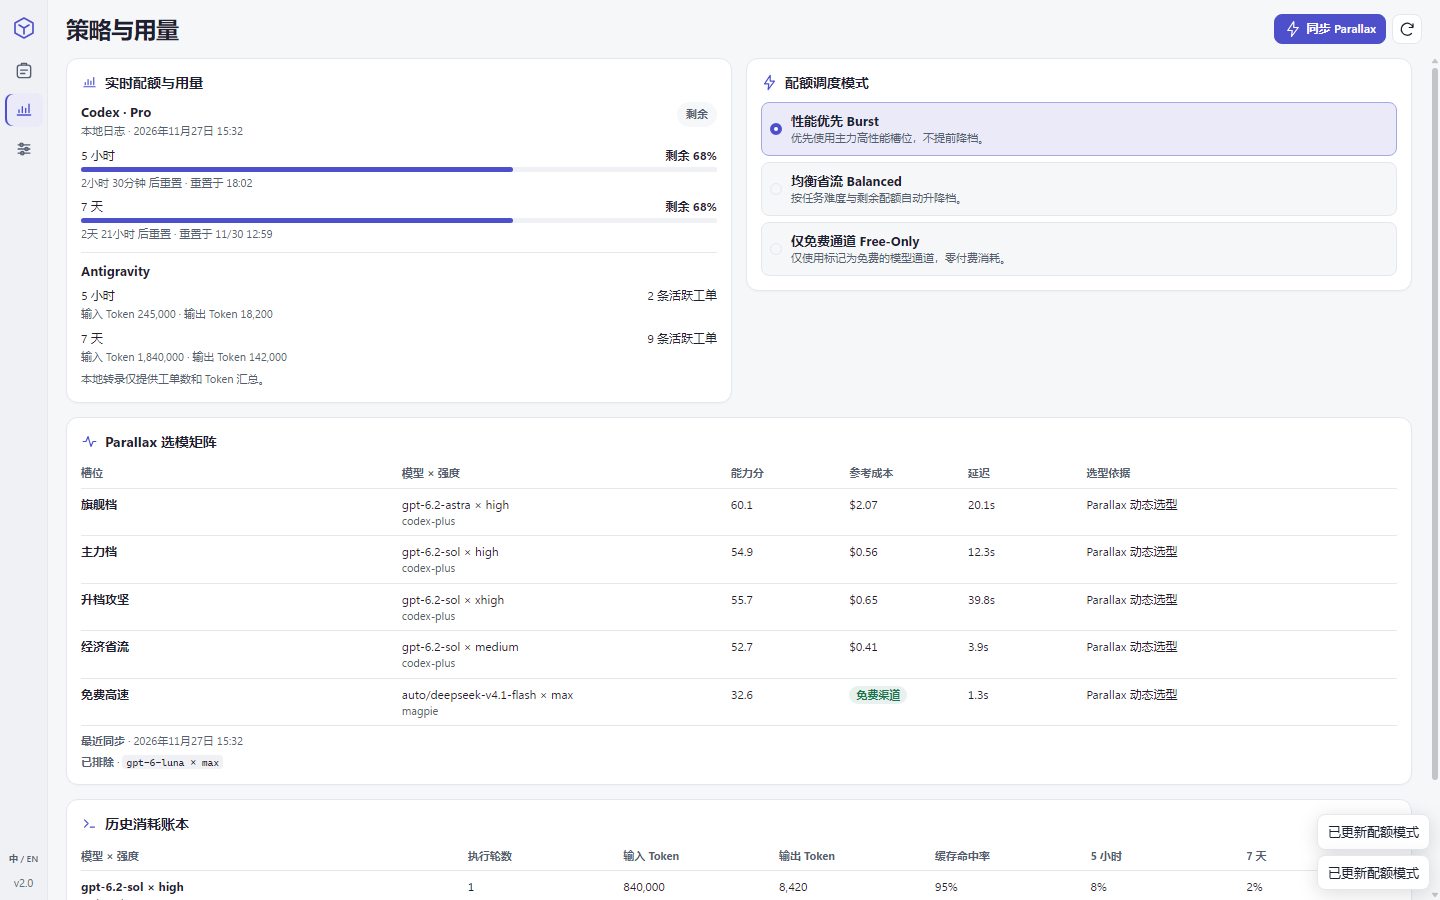 策略与用量
同步 Parallax
实时配额与用量
Codex · Pro
剩余
本地日志 · 2026年11月27日 15:32
5 小时
剩余 68%
2小时 30分钟 后重置 · 重置于 18:02
7 天
剩余 68%
2天 21小时 后重置 · 重置于 11/30 12:59
Antigravity
5 小时
2 条活跃工单
输入 Token 245,000 · 输出 Token 18,200
7 天
9 条活跃工单
输入 Token 1,840,000 · 输出 Token 142,000
本地转录仅提供工单数和 Token 汇总。
配额调度模式
性能优先 Burst
优先使用主力高性能槽位，不提前降档。
均衡省流 Balanced
按任务难度与剩余配额自动升降档。
仅免费通道 Free-Only
仅使用标记为免费的模型通道，零付费消耗。
Parallax 选模矩阵
槽位 模型 × 强度 能力分 参考成本 延迟 选型依据
旗舰档 gpt-6.2-astra × high 60.1 $2.07 20.1s Parallax 动态选型
codex-plus
主力档 gpt-6.2-sol × high 54.9 $0.56 12.3s Parallax 动态选型
codex-plus
升档攻坚 gpt-6.2-sol × xhigh 55.7 $0.65 39.8s Parallax 动态选型
codex-plus
经济省流 gpt-6.2-sol × medium 52.7 $0.41 3.9s Parallax 动态选型
codex-plus
免费高速 auto/deepseek-v4.1-flash × max 32.6 免费渠道 1.3s Parallax 动态选型
magpie
最近同步 · 2026年11月27日 15:32
已排除 · gpt-6-luna × max
历史消耗账本
模型 × 强度 执行轮数 输入 Token 输出 Token 缓存命中率 5 小时 7 天
gpt-6.2-sol × high 1 840,000 8,420 95% 8% 2%
已更新配额模式
已更新配额模式
中 / EN
v2.0